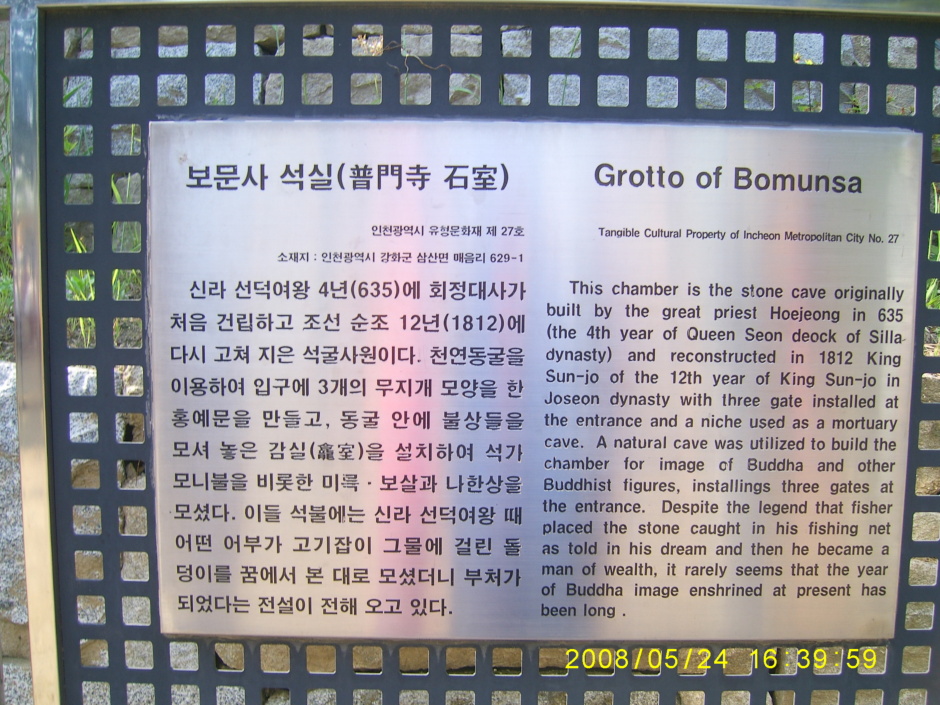 보문사 석실(普門寺 石室)
인천광역시 유형문화재 제 27호
소재지 : 인천광역시 강화군 삼산면 매음리 629-1
신라 선덕여왕 4년(635)에 회정대사가
처음 건립하고 조선 순조 12년(1812)에
다시 고쳐 지은 석굴사원이다. 천연동굴을
이용하여 입구에 3개의 무지개 모양을 한
홍예문을 만들고, 동굴 안에 불상들을
모셔 놓은 감실(龕室)을 설치하여 석가
모니불을 비롯한 미륵·보살과 나한상을
모셨다. 이들 석불에는 신라 선덕여왕 때
어떤 어부가 고기잡이 그물에 걸린 돌
덩이를 꿈에서 본 대로 모셨더니 부처가
되었다는 전설이 전해 오고 있다.
Grotto of Bomunsa
Tangible Cultural Property of Incheon Metropolitan City No. 27
This chamber is the stone cave originally
built by the great priest Hoejeong in 635
(the 4th year of Queen Seon deock of Silla
dynasty) and reconstructed in 1812 King
Sun-jo of the 12th year of King Sun-jo in
Joseon dynasty with three gate installed at
the entrance and a niche used as a mortuary
cave. A natural cave was utilized to build the
chamber for image of Buddha and other
Buddhist figures, installings three gates at
the entrance. Despite the legend that fisher
placed the stone caught in his fishing net
as told in his dream and then he became a
man of wealth, it rarely seems that the year
of Buddha image enshrined at present has
been long .
2008/05/24 16:39:59